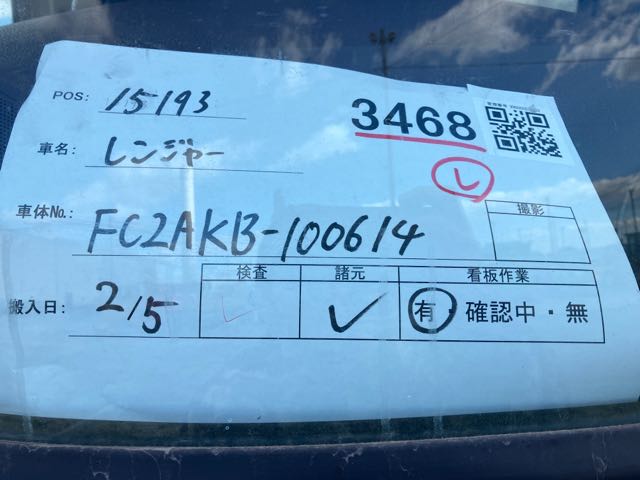 POS: 15193
3468
車名: レンジャー
レ
車体No.: FC2AKB-100614
撮影
搬入日: 2/5
検査 諸元 看板作業
✓ ✓ 有・確認中・無